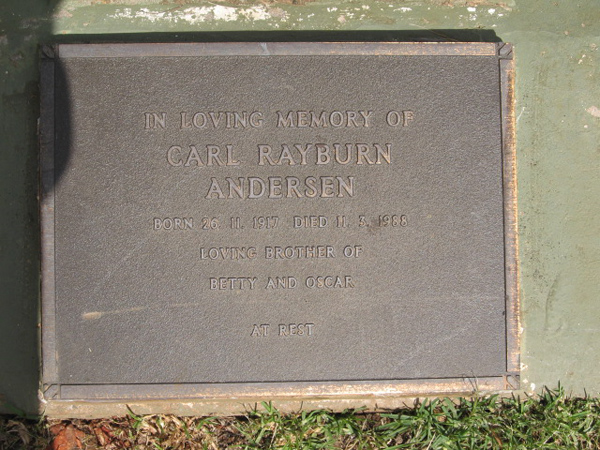 IN LOVING MEMORY OF
CARL RAYBURN
ANDERSEN
BORN 26. 11. 1917 DIED 11. 3. 1988
LOVING BROTHER OF
BETTY AND OSCAR
AT REST